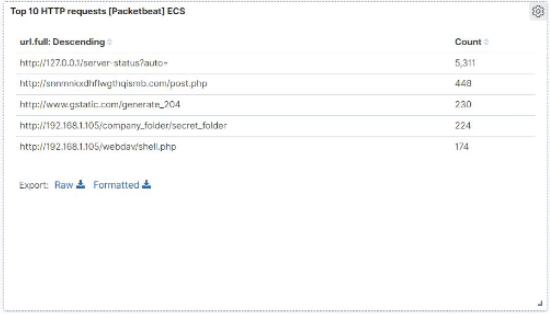 Top 10 HTTP requests [Packetbeat] ECS
url.full: Descending Count
http://127.0.0.1/server-status?auto= 5,311
http://snnmnkxdhflwgthqismb.com/post.php 448
http://www.gstatic.com/generate_204 230
http://192.168.1.105/company_folder/secret_folder 224
http://192.168.1.105/webdav/shell.php 174
Export: Raw Formatted